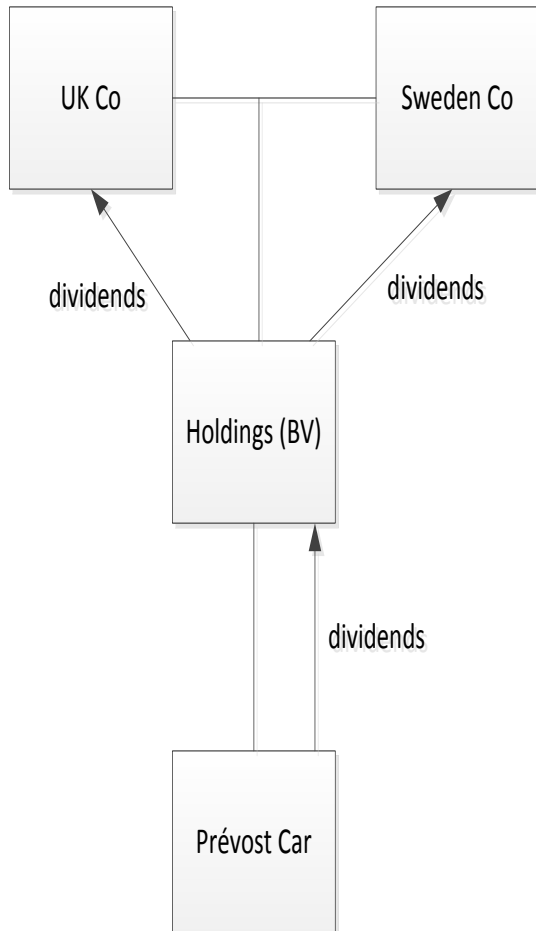 UK Co
Sweden Co
dividends
dividends
Holdings (BV)
dividends
Prévost Car